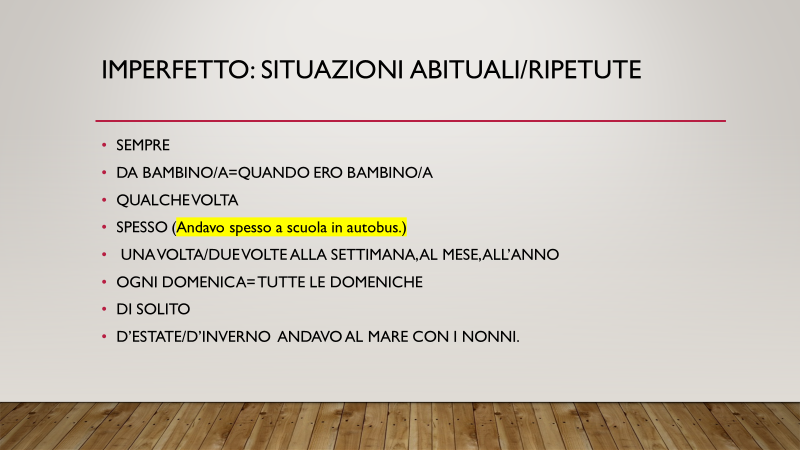 IMPERFETTO: SITUAZIONI ABITUALI/RIPETUTE
• SEMPRE
• DA BAMBINO/A=QUANDO ERO BAMBINO/A
• QUALCHE VOLTA
• SPESSO (Andavo spesso a scuola in autobus.)
• UNA VOLTA/DUE VOLTE ALLA SETTIMANA, AL MESE, ALL'ANNO
• OGNI DOMENICA= TUTTE LE DOMENICHE
• DI SOLITO
• D'ESTATE/D'INVERNO ANDAVO AL MARE CON I NONNI.